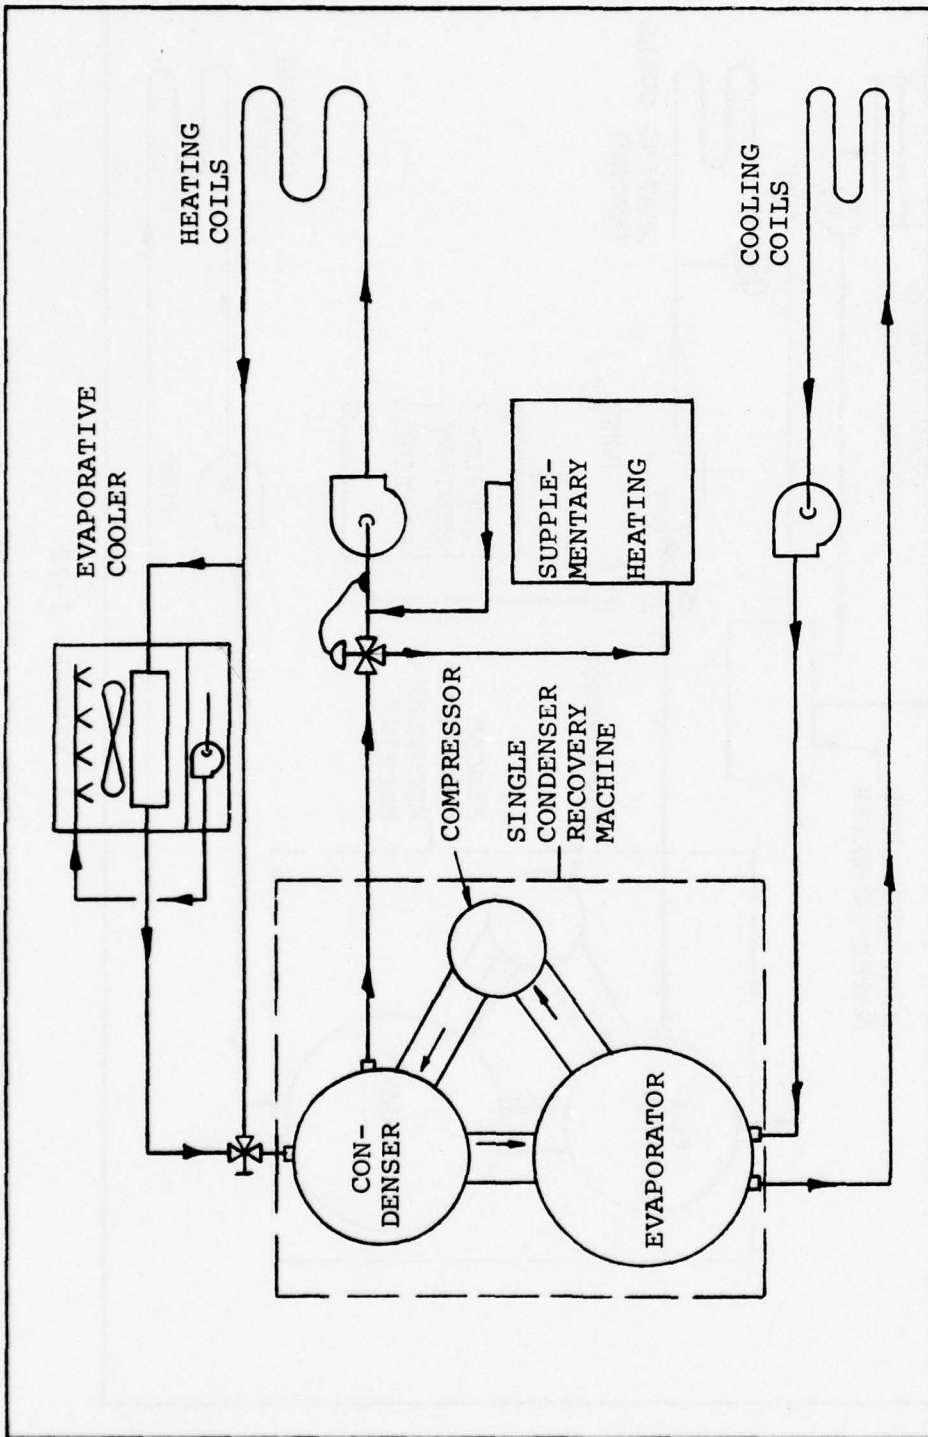 HEATING
COILS
EVAPORATIVE
COOLER
COOLING
COILS
SUPPLE-
MENTARY
HEATING
COMPRESSOR
SINGLE
CONDENSER
RECOVERY
MACHINE
CON-
DENSER
EVAPORATOR